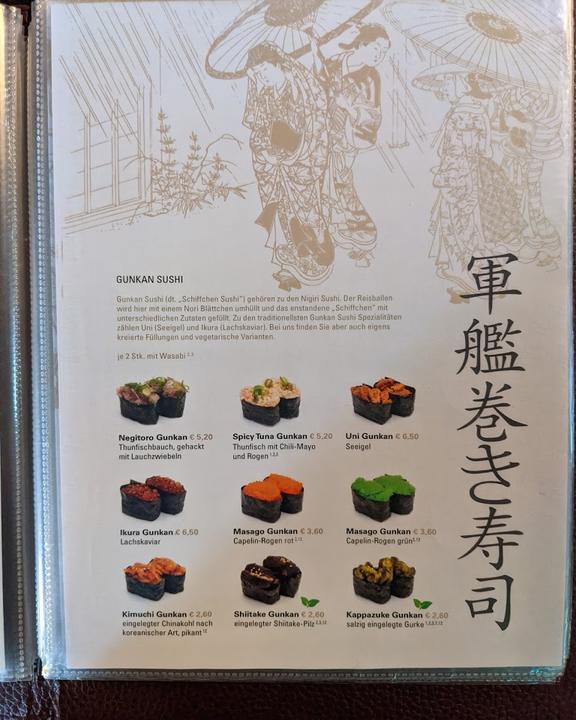 GUNKAN SUSHI
Gunkan Sushi (dt. „Schiffchen Sushi") gehören zu den Nigiri Sushi. Der Reisballen
wird hier mit einem Nori Blättchen umhüllt und das enstandene „Schiffchen" mit
unterschiedlichen Zutaten gefüllt. Zu den traditionellsten Gunkan Sushi Spezialitäten
zählen Uni (Seeigel) und Ikura (Lachskaviar). Bei uns finden Sie aber auch eigens
kreierte Füllungen und vegetarische Varianten.
je 2 Stk. mit Wasabi
Negitoro Gunkan € 5,20
Thunfischbauch, gehackt
mit Lauchzwiebeln
Spicy Tuna Gunkan € 5,20
Thunfisch mit Chili-Mayo
und Rogen
Uni Gunkan € 6,50
Seeigel
Ikura Gunkan € 6,50
Lachskaviar
Masago Gunkan € 3,60
Capelin-Rogen rot
Masago Gunkan € 3,60
Capelin-Rogen grün
Kimuchi Gunkan € 2,60
eingelegter Chinakohl nach
koreanischer Art, pikant
Shiitake Gunkan € 2,60
eingelegter Shiitake-Pilz
Kappazuke Gunkan € 2,60
salzig eingelegte Gurke
軍艦巻き寿司